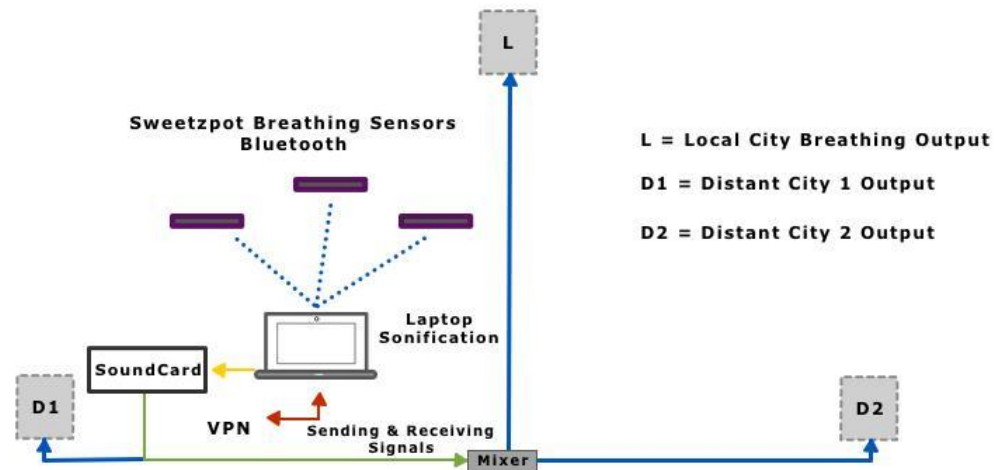 L
Sweetzpot Breathing Sensors
Bluetooth
L = Local City Breathing Output
D1 = Distant City 1 Output
D2 = Distant City 2 Output
Laptop
Sonification
SoundCard
D1
D2
VPN
Sending & Receiving
Signals
Mixer